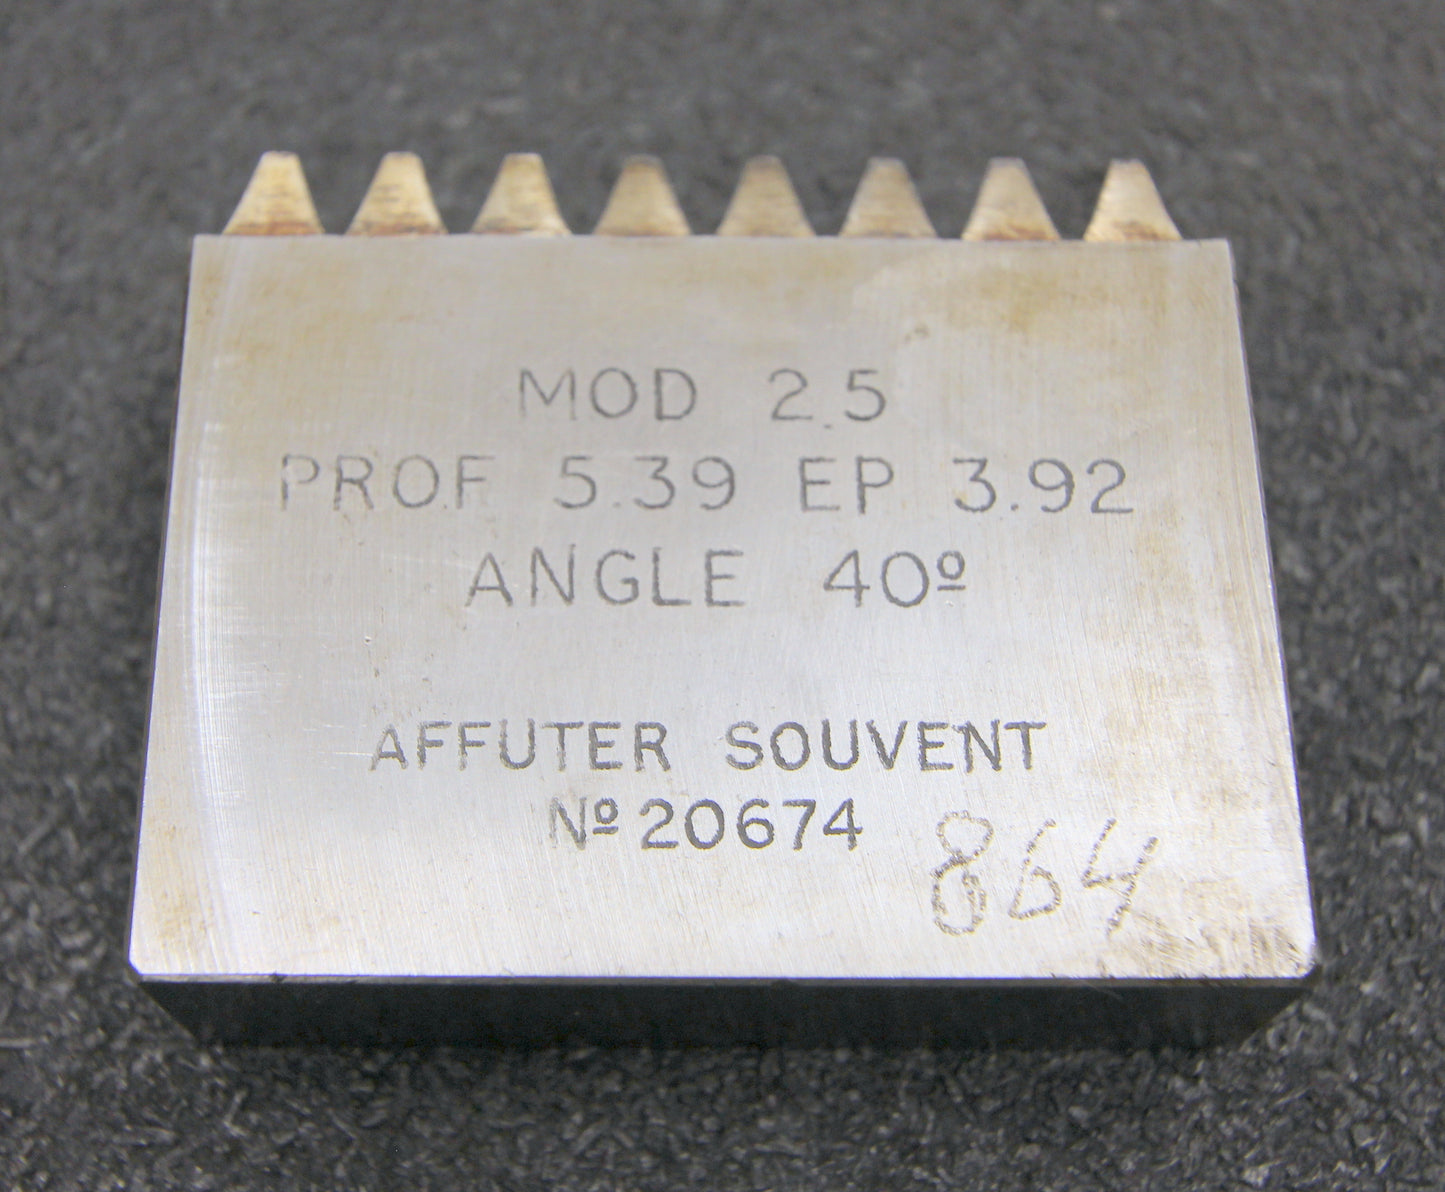 MOD 2.5
PROF 5.39 EP 3.92
ANGLE 40º
AFFUTER SOUVENT
Nº 20674
864